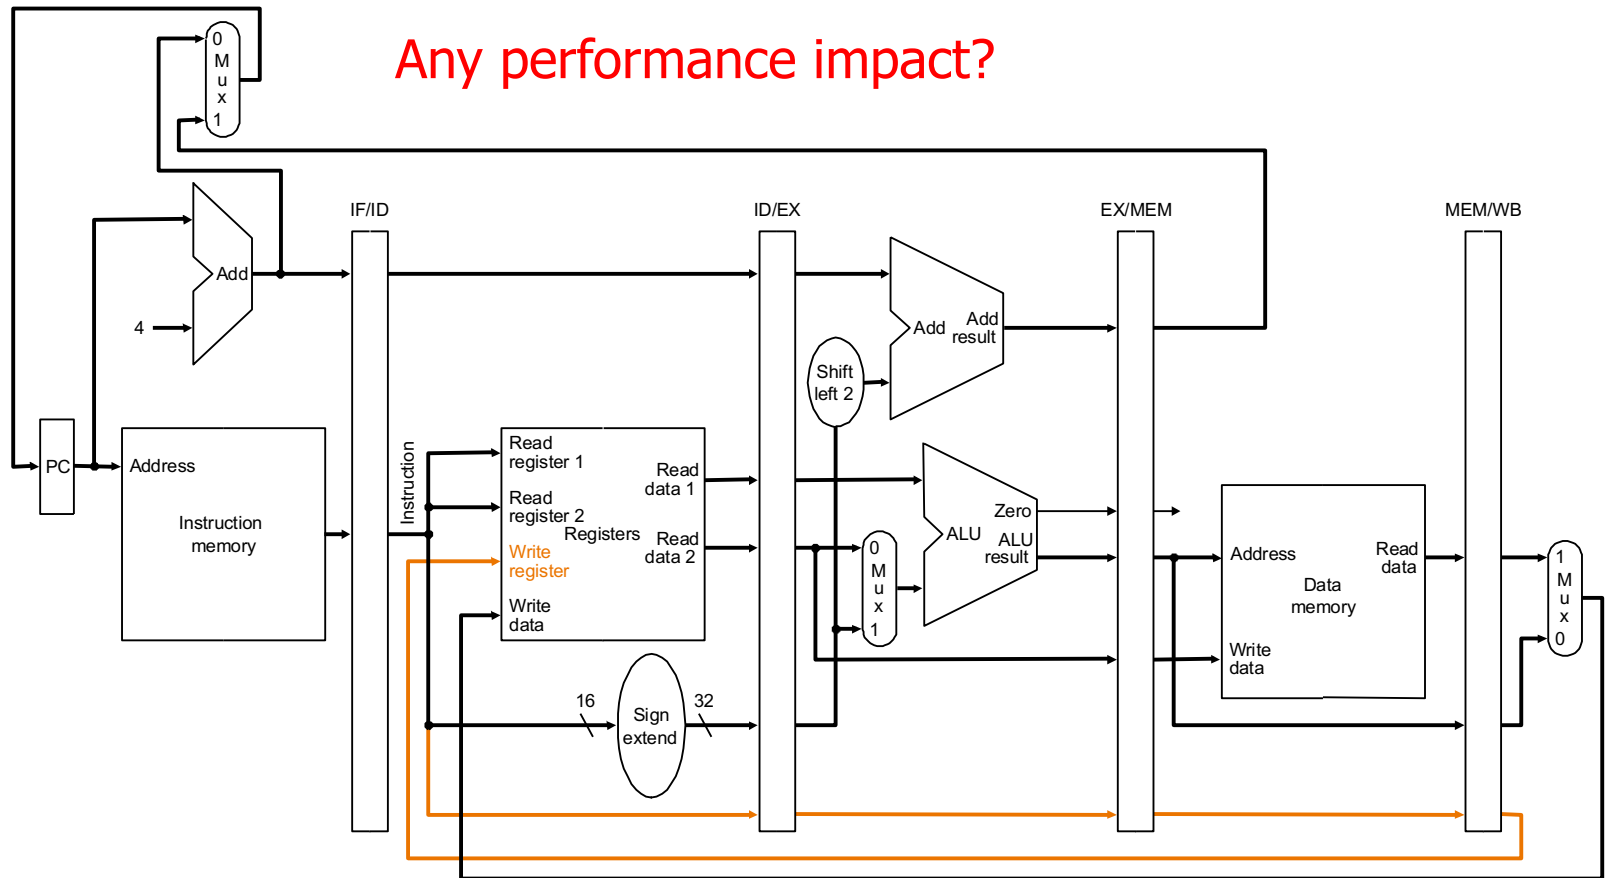 Any performance impact?
0
M
u
x
1
IF/ID
ID/EX
EX/MEM
MEM/WB
Add
4
Add
Add
result
Shift
left 2
PC
Address
Instruction
memory
Instruction
Read
register 1
Read
register 2
Write
register
Write
data
Registers
Read
data 1
Read
data 2
16
Sign
extend
32
0
M
u
x
1
Zero
ALU
ALU
result
Address
Read
data
Data
memory
Write
data
1
M
u
x
0